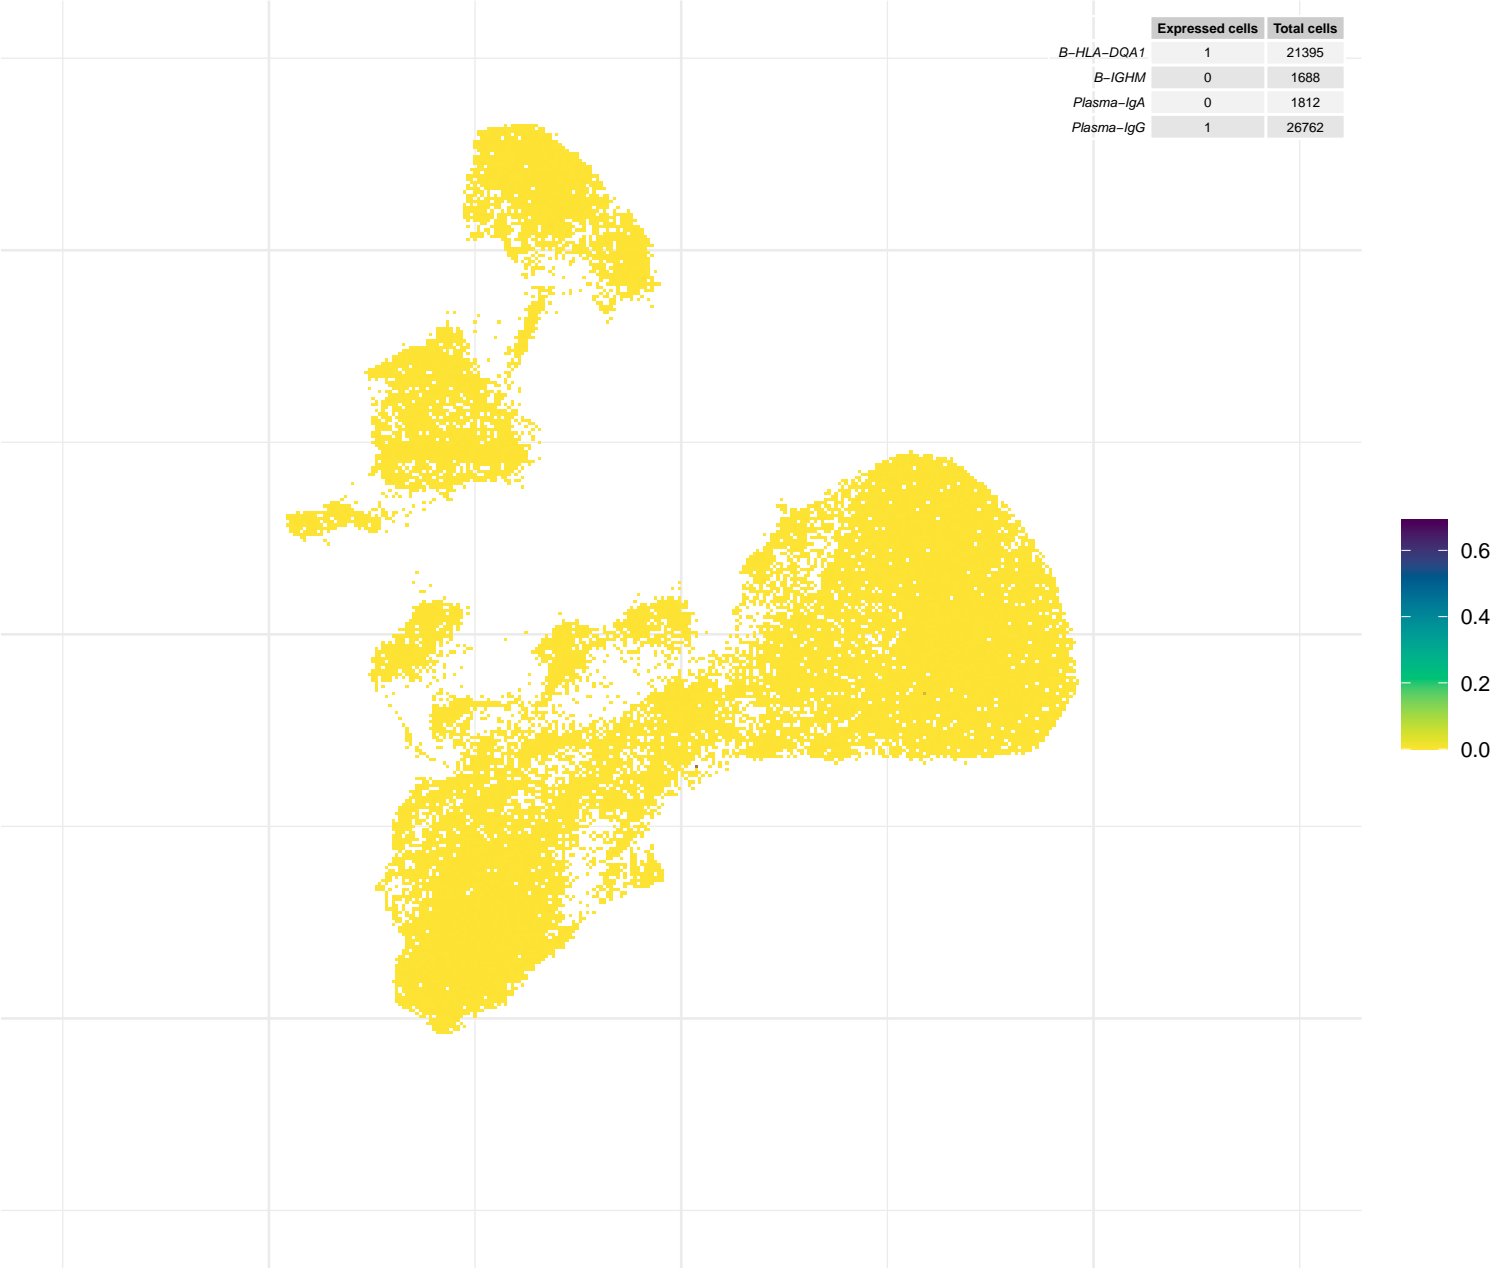 Expressed cells Total cells
B−HLA−DQA1 1 21395
B−IGHM 0 1688
Plasma−IgA 0 1812
Plasma−IgG 1 26762
0.6
0.4
0.2
0.0